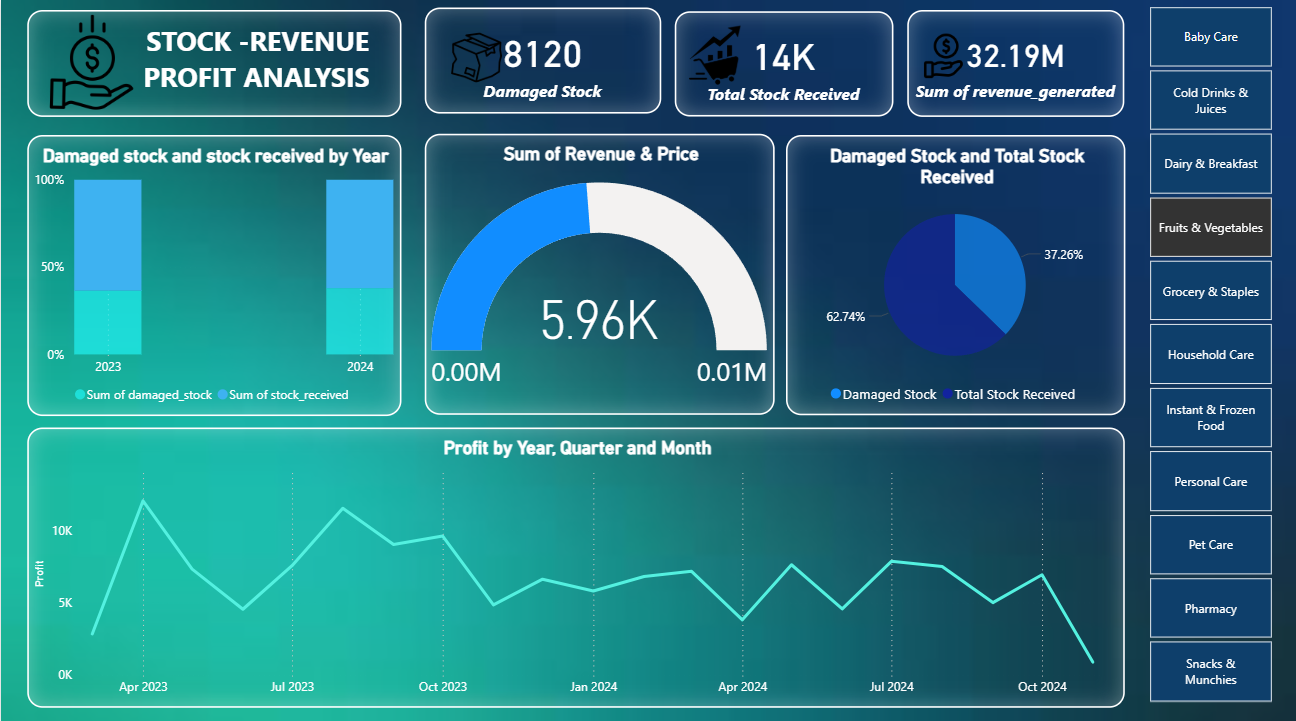 STOCK -REVENUE
PROFIT ANALYSIS
8120
Damaged Stock
14K
Total Stock Received
32.19M
Sum of revenue_generated
Damaged stock and stock received by Year
100%
50%
0%
2023
2024
Sum of damaged_stock
Sum of stock_received
Sum of Revenue & Price
5.96K
0.00M
0.01M
Damaged Stock and Total Stock
Received
37.26%
62.74%
Damaged Stock
Total Stock Received
Profit by Year, Quarter and Month
Profit
10K
5K
0K
Apr 2023
Jul 2023
Oct 2023
Jan 2024
Apr 2024
Jul 2024
Oct 2024
Baby Care
Cold Drinks &
Juices
Dairy & Breakfast
Fruits & Vegetables
Grocery & Staples
Household Care
Instant & Frozen
Food
Personal Care
Pet Care
Pharmacy
Snacks &
Munchies